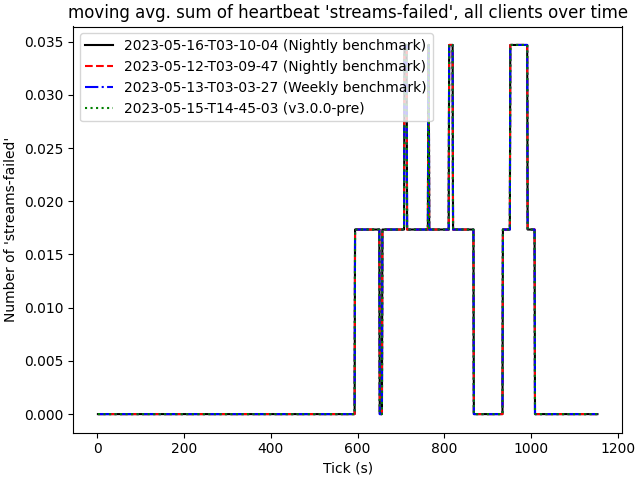 moving avg. sum of heartbeat 'streams-failed', all clients over time
2023-05-16-T03-10-04 (Nightly benchmark)
2023-05-12-T03-09-47 (Nightly benchmark)
2023-05-13-T03-03-27 (Weekly benchmark)
2023-05-15-T14-45-03 (v3.0.0-pre)
Number of 'streams-failed'
0.035
0.030
0.025
0.020
0.015
0.010
0.005
0.000
0 200 400 600 800 1000 1200
Tick (s)